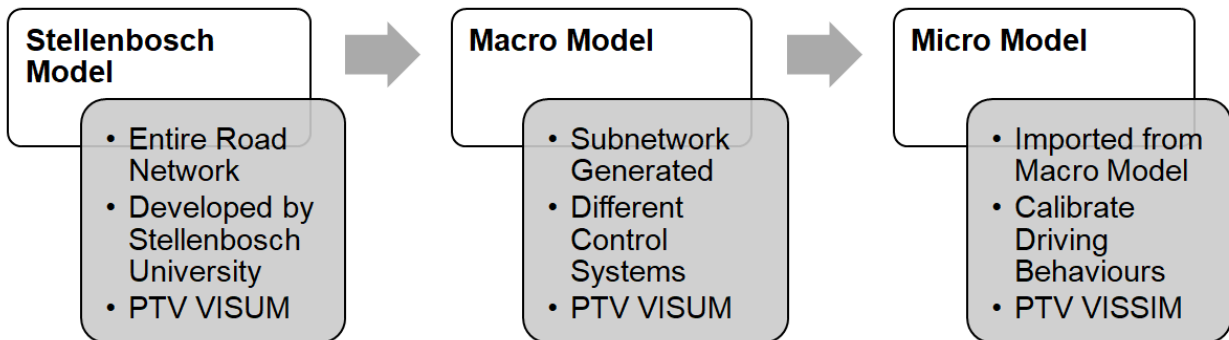 Stellenbosch
Model
• Entire Road
Network
• Developed by
Stellenbosch
University
• PTV VISUM
Macro Model
• Subnetwork
Generated
• Different
Control
Systems
• PTV VISUM
Micro Model
• Imported from
Macro Model
• Calibrate
Driving
Behaviours
• PTV VISSIM